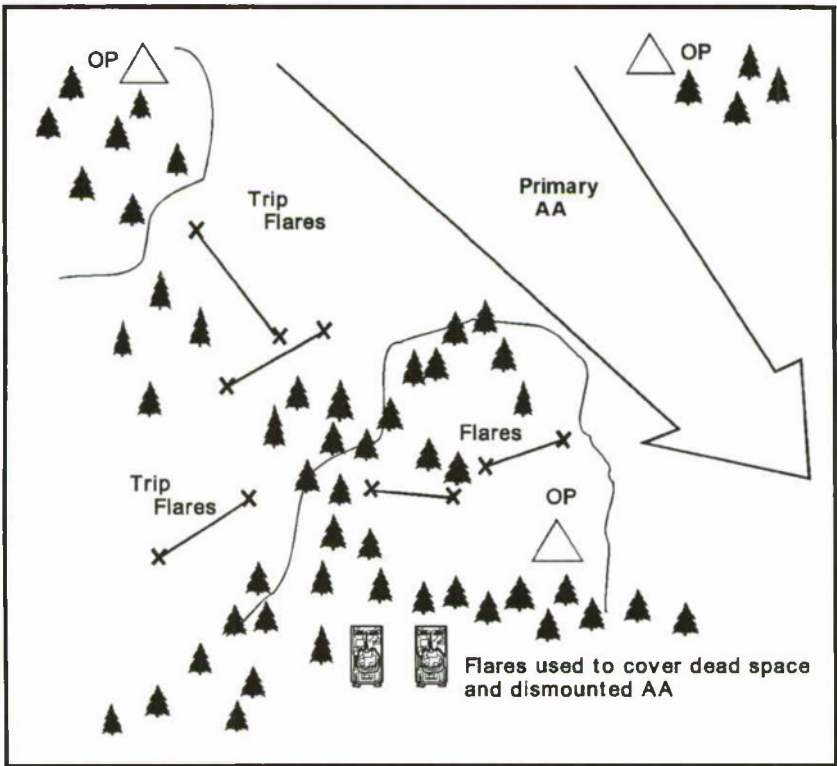 OP
OP
Primary
AA
Trip
Flares
Flares
Trip
Flares
OP
Flares used to cover dead space
and dismounted AA